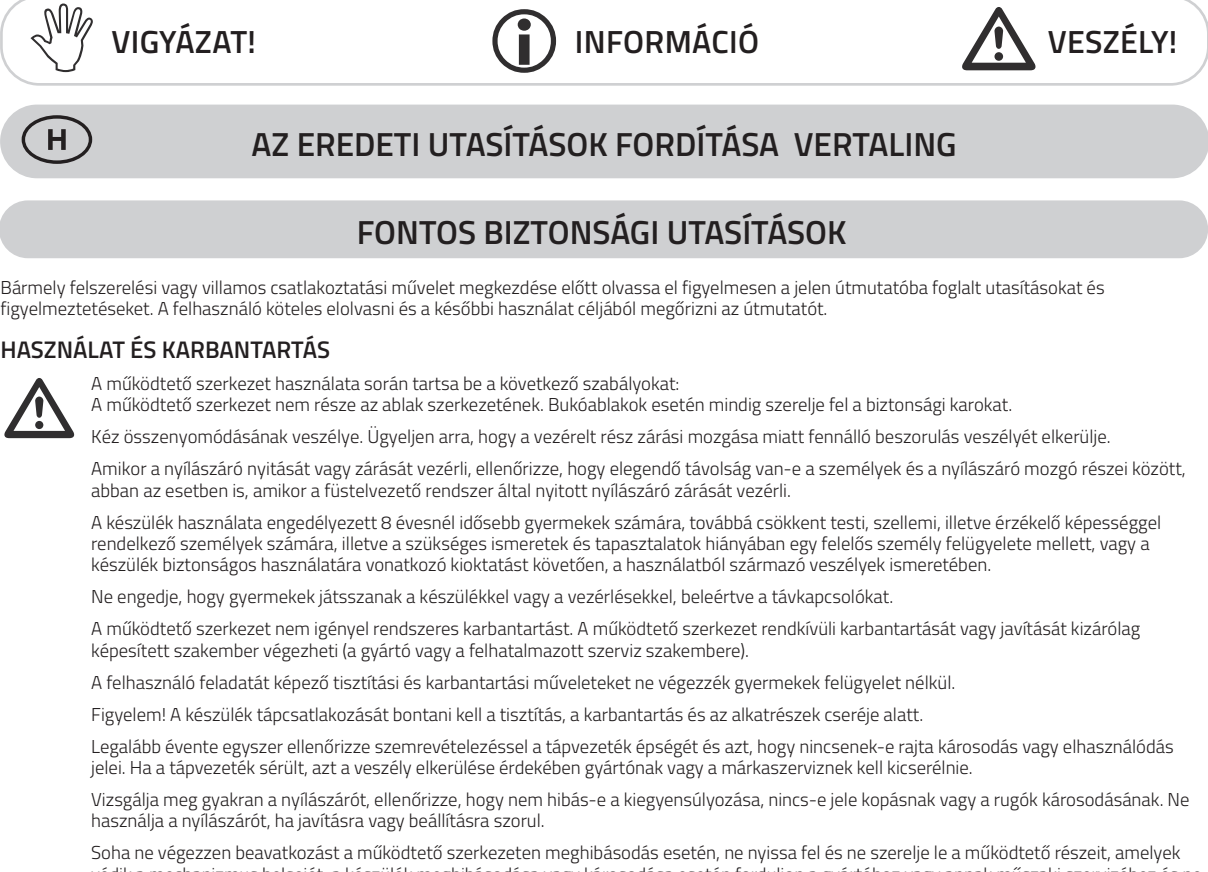 VIGYÁZAT! INFORMÁCIÓ VESZÉLY!
H AZ EREDETI UTASÍTÁSOK FORDÍTÁSA VERTALING
FONTOS BIZTONSÁGI UTASÍTÁSOK
Bármely felszerelési vagy villamos csatlakoztatási művelet megkezdése előtt olvassa el figyelmesen a jelen útmutatóba foglalt utasításokat és
figyelmeztetéseket. A felhasználó köteles elolvasni és a későbbi használat céljából megőrizni az útmutatót.
HASZNÁLAT ÉS KARBANTARTÁS
A működtető szerkezet használata során tartsa be a következő szabályokat:
A működtető szerkezet nem része az ablak szerkezetének. Bukóablakok esetén mindig szerelje fel a biztonsági karokat.
Kéz összenyomódásának veszélye. Ügyeljen arra, hogy a vezérelt rész zárási mozgása miatt fennálló beszorulás veszélyét elkerülje.
Amikor a nyílászáró nyitását vagy zárását vezérli, ellenőrizze, hogy elegendő távolság van-e a személyek és a nyílászáró mozgó részei között,
abban az esetben is, amikor a füstelvezető rendszer által nyitott nyílászáró zárását vezérli.
A készülék használata engedélyezett 8 évesnél idősebb gyermekek számára, továbbá csökkent testi, szellemi, illetve érzékelő képességgel
rendelkező személyek számára, illetve a szükséges ismeretek és tapasztalatok hiányában egy felelős személy felügyelete mellett, vagy a
készülék biztonságos használatára vonatkozó kioktatást követően, a használatból származó veszélyek ismeretében.
Ne engedje, hogy gyermekek játsszanak a készülékkel vagy a vezérlésekkel, beleértve a távkapcsolókat.
A működtető szerkezet nem igényel rendszeres karbantartást. A működtető szerkezet rendkívüli karbantartását vagy javítását kizárólag
képesített szakember végezheti (a gyártó vagy a felhatalmazott szerviz szakembere).
A felhasználó feladatát képező tisztítási és karbantartási műveleteket ne végezzék gyermekek felügyelet nélkül.
Figyelem! A készülék tápcsatlakozását bontani kell a tisztítás, a karbantartás és az alkatrészek cseréje alatt.
Legalább évente egyszer ellenőrizze szemrevételezéssel a tápvezeték épségét és azt, hogy nincsenek-e rajta károsodás vagy elhasználódás
jelei. Ha a tápvezeték sérült, azt a veszély elkerülése érdekében gyártónak vagy a márkaszerviznek kell kicserélnie.
Vizsgálja meg gyakran a nyílászárót, ellenőrizze, hogy nem hibás-e a kiegyensúlyozása, nincs-e jele kopásnak vagy a rugók károsodásának. Ne
használja a nyílászárót, ha javításra vagy beállításra szorul.
Soha ne végezzen beavatkozást a működtető szerkezeten meghibásodás esetén, ne nyissa fel és ne szerelje le a működtető részeit, amelyek